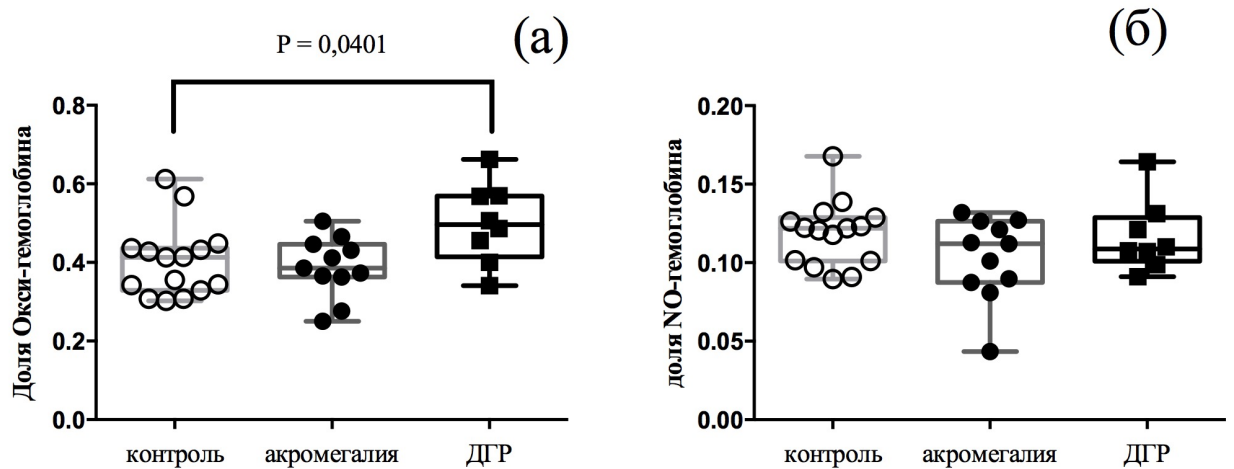 (а)
P = 0,0401
Доля Окси-гемоглобина
0.8
0.6
0.4
0.2
0.0
контроль
акромегалия
ДГР
(б)
доля NO-гемоглобина
0.20
0.15
0.10
0.05
0.00
контроль
акромегалия
ДГР